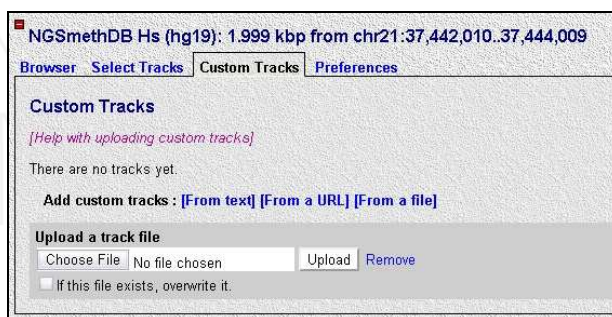 NGSmethDB Hs (hg19): 1.999 kbp from chr21:37,442,010..37,444,009
Browser Select Tracks Custom Tracks Preferences
Custom Tracks
[Help with uploading custom tracks]
There are no tracks yet.
Add custom tracks : [From text] [From a URL] [From a file]
Upload a track file
Choose File No file chosen Upload Remove
If this file exists, overwrite it.